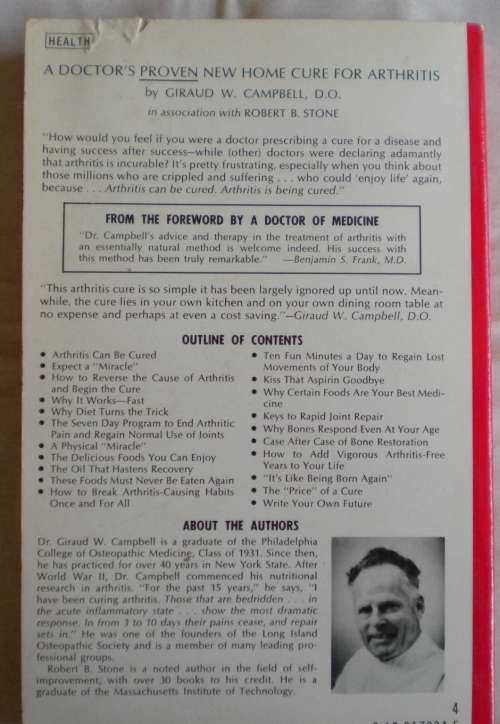 HEALTH
A DOCTOR'S PROVEN NEW HOME CURE FOR ARTHRITIS
by GIRAUD W. CAMPBELL, D.O.
in association with ROBERT B. STONE
"How would you feel if you were a doctor prescribing a cure for a disease and
having success after success—while (other) doctors were declaring adamantly
that arthritis is incurable? It's pretty frustrating, especially when you think about
those millions who are crippled and suffering . . . who could 'enjoy life' again,
because . . . Arthritis can be cured. Arthritis is being cured."
FROM THE FOREWORD BY A DOCTOR OF MEDICINE
"Dr. Campbell's advice and therapy in the treatment of arthritis with
an essentially natural method is welcome indeed. His success with
this method has been truly remarkable." —Benjamin S. Frank, M.D.
"This arthritis cure is so simple it has been largely ignored up until now. Mean-
while, the cure lies in your own kitchen and on your own dining room table at
no expense and perhaps at even a cost saving."—Giraud W. Campbell, D.O.
OUTLINE OF CONTENTS
• Arthritis Can Be Cured
• Expect a "Miracle"
• How to Reverse the Cause of Arthritis
and Begin the Cure
• Why It Works—Fast
• Why Diet Turns the Trick
• The Seven Day Program to End Arthritic
Pain and Regain Normal Use of Joints
• A Physical "Miracle"
• The Delicious Foods You Can Enjoy
• The Oil That Hastens Recovery
• These Foods Must Never Be Eaten Again
• How to Break Arthritis-Causing Habits
Once and For All
• Ten Fun Minutes a Day to Regain Lost
Movements of Your Body
• Kiss That Aspirin Goodbye
• Why Certain Foods Are Your Best Medi-
cine
• Keys to Rapid Joint Repair
• Why Bones Respond Even At Your Age
• Case After Case of Bone Restoration
• How to Add Vigorous Arthritis-Free
Years to Your Life
• "It's Like Being Born Again"
• The "Price" of a Cure
• Write Your Own Future
ABOUT THE AUTHORS
Dr. Giraud W. Campbell is a graduate of the Philadelphia
College of Osteopathic Medicine, Class of 1931. Since then,
he has practiced for over 40 years in New York State. After
World War II, Dr. Campbell commenced his nutritional
research in arthritis. "For the past 15 years," he says, "I
have been curing arthritis. Those that are bedridden . . . in
the acute inflammatory state . . . show the most dramatic
response. In from 1 to 10 days their pains cease, and repair
sets in." He was one of the founders of the Long Island
Osteopathic Society and is a member of many leading pro-
fessional groups.
Robert B. Stone is a noted author in the field of self-
improvement, with over 30 books to his credit. He is a
graduate of the Massachusetts Institute of Technology.
4